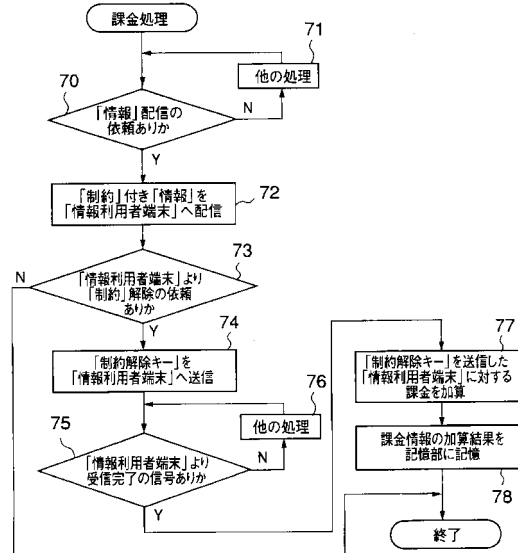 課金処理
71
他の処理
70
「情報」配信の
依頼ありか
N
Y
「制約」付き「情報」を
「情報利用者端末」へ配信
72
N
73
「情報利用者端末」より
「制約」解除の依頼
ありか
Y
74
「制約解除キー」を
「情報利用者端末」へ送信
76
他の処理
75
「情報利用者端末」より
受信完了の信号ありか
N
Y
77
「制約解除キー」を送信した
「情報利用者端末」に対する
課金を加算
課金情報の加算結果を
記憶部に記憶
78
終了